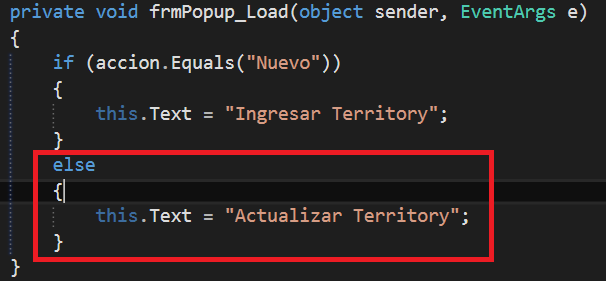 private void frmPopup_Load(object sender, EventArgs e)
{
    if (accion.Equals("Nuevo"))
    {
        this.Text = "Ingresar Territory";
    }
    else
    {
        this.Text = "Actualizar Territory";
    }
}